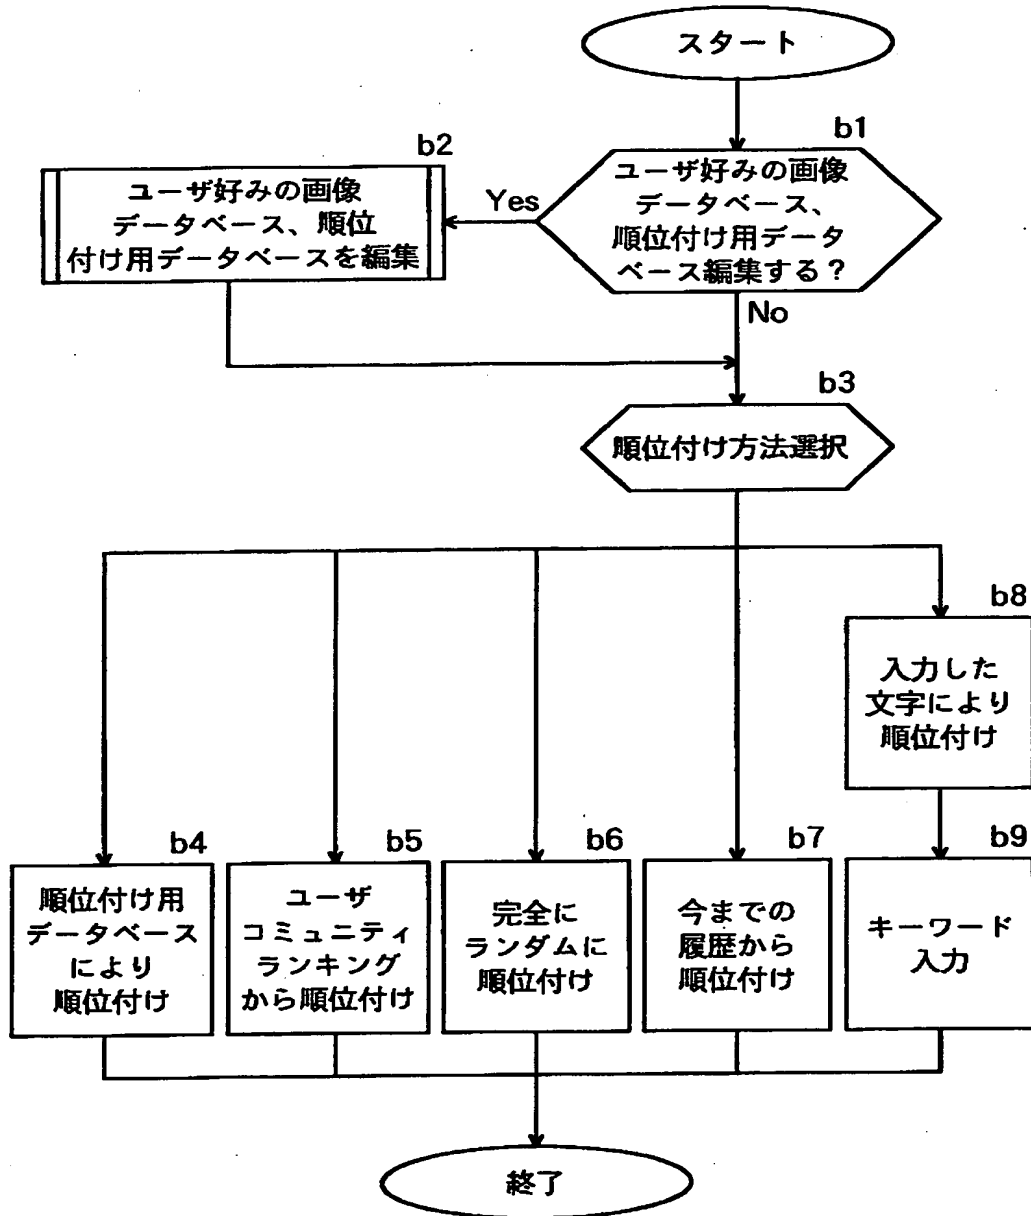 スタート
b1
ユーザ好みの画像
データベース、
順位付け用データ
ベース編集する？
Yes
No
b2
ユーザ好みの画像
データベース、順位
付け用データベースを編集
b3
順位付け方法選択
b8
入力した
文字により
順位付け
b4
順位付け用
データベース
により
順位付け
b5
ユーザ
コミュニティ
ランキング
から順位付け
b6
完全に
ランダムに
順位付け
b7
今までの
履歴から
順位付け
b9
キーワード
入力
終了